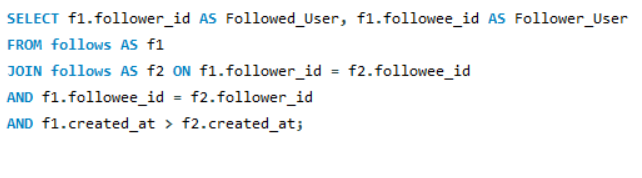 SELECT f1.follower_id AS Followed_User, f1.followee_id AS Follower_User
FROM follows AS f1
JOIN follows AS f2 ON f1.follower_id = f2.followee_id
AND f1.followee_id = f2.follower_id
AND f1.created_at > f2.created_at;